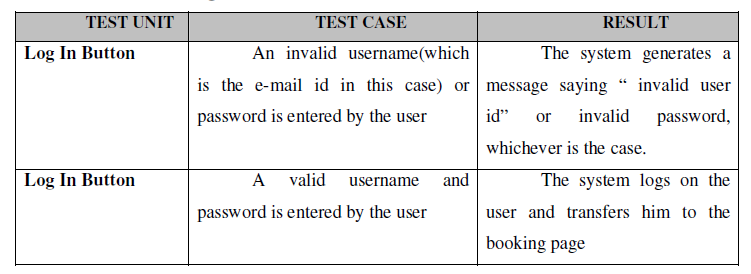 TEST UNIT TEST CASE RESULT
Log In Button An invalid username(which The system generates a
is the e-mail id in this case) or message saying “ invalid user
password is entered by the user id” or invalid password,
whichever is the case.
Log In Button A valid username and The system logs on the
password is entered by the user user and transfers him to the
booking page